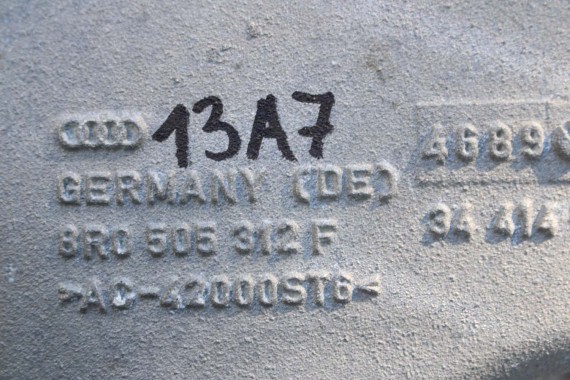 13A7
4689
GERMANY (DE)
34 414
8R0 505 312 F
>AC-42000ST6<